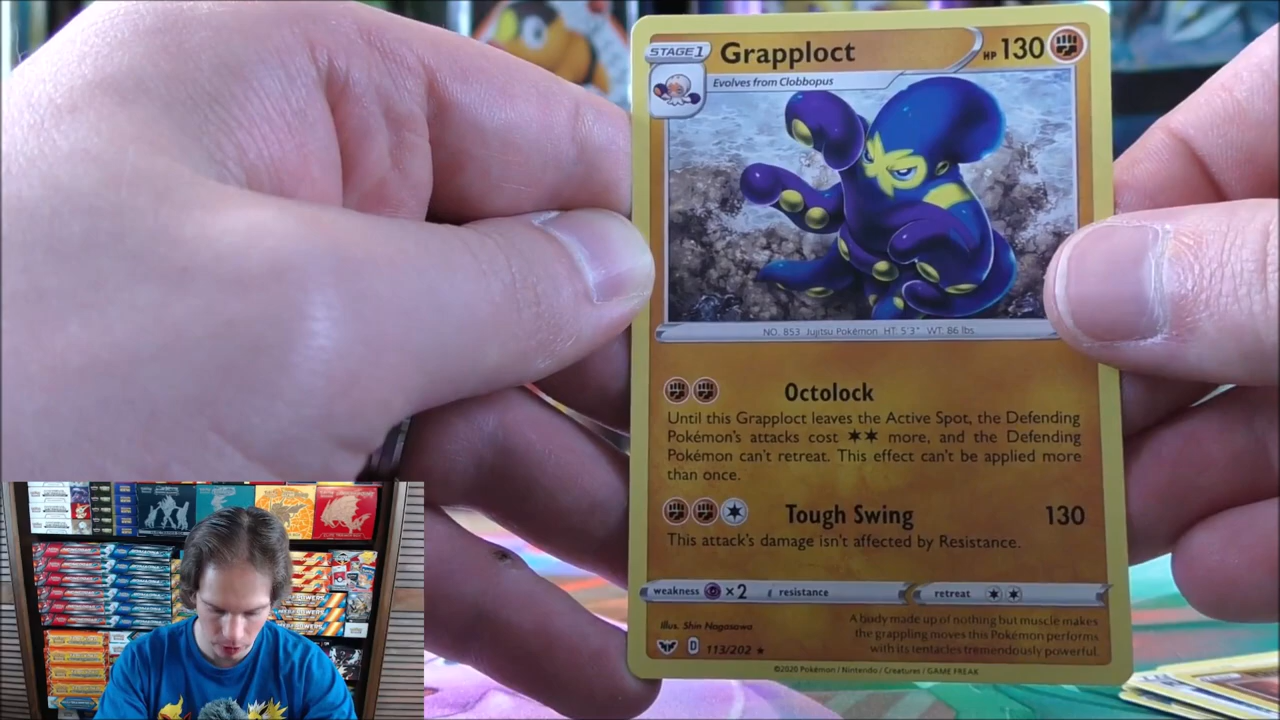 STAGE 1 Grapploct HP 130
Evolves from Clobbopus
NO. 853 Jujitsu Pokémon HT: 5'3" WT: 86 lbs.
Octolock
Until this Grapploct leaves the Active Spot, the Defending
Pokémon's attacks cost ✴✴ more, and the Defending
Pokémon can't retreat. This effect can't be applied more
than once.
Tough Swing 130
This attack's damage isn't affected by Resistance.
weakness ×2 resistance retreat
Illus. Shin Nagasawa
D 113/202 ★
A body made up of nothing but muscle makes
the grappling moves this Pokémon performs
with its tentacles tremendously powerful.
©2020 Pokémon / Nintendo / Creatures / GAME FREAK